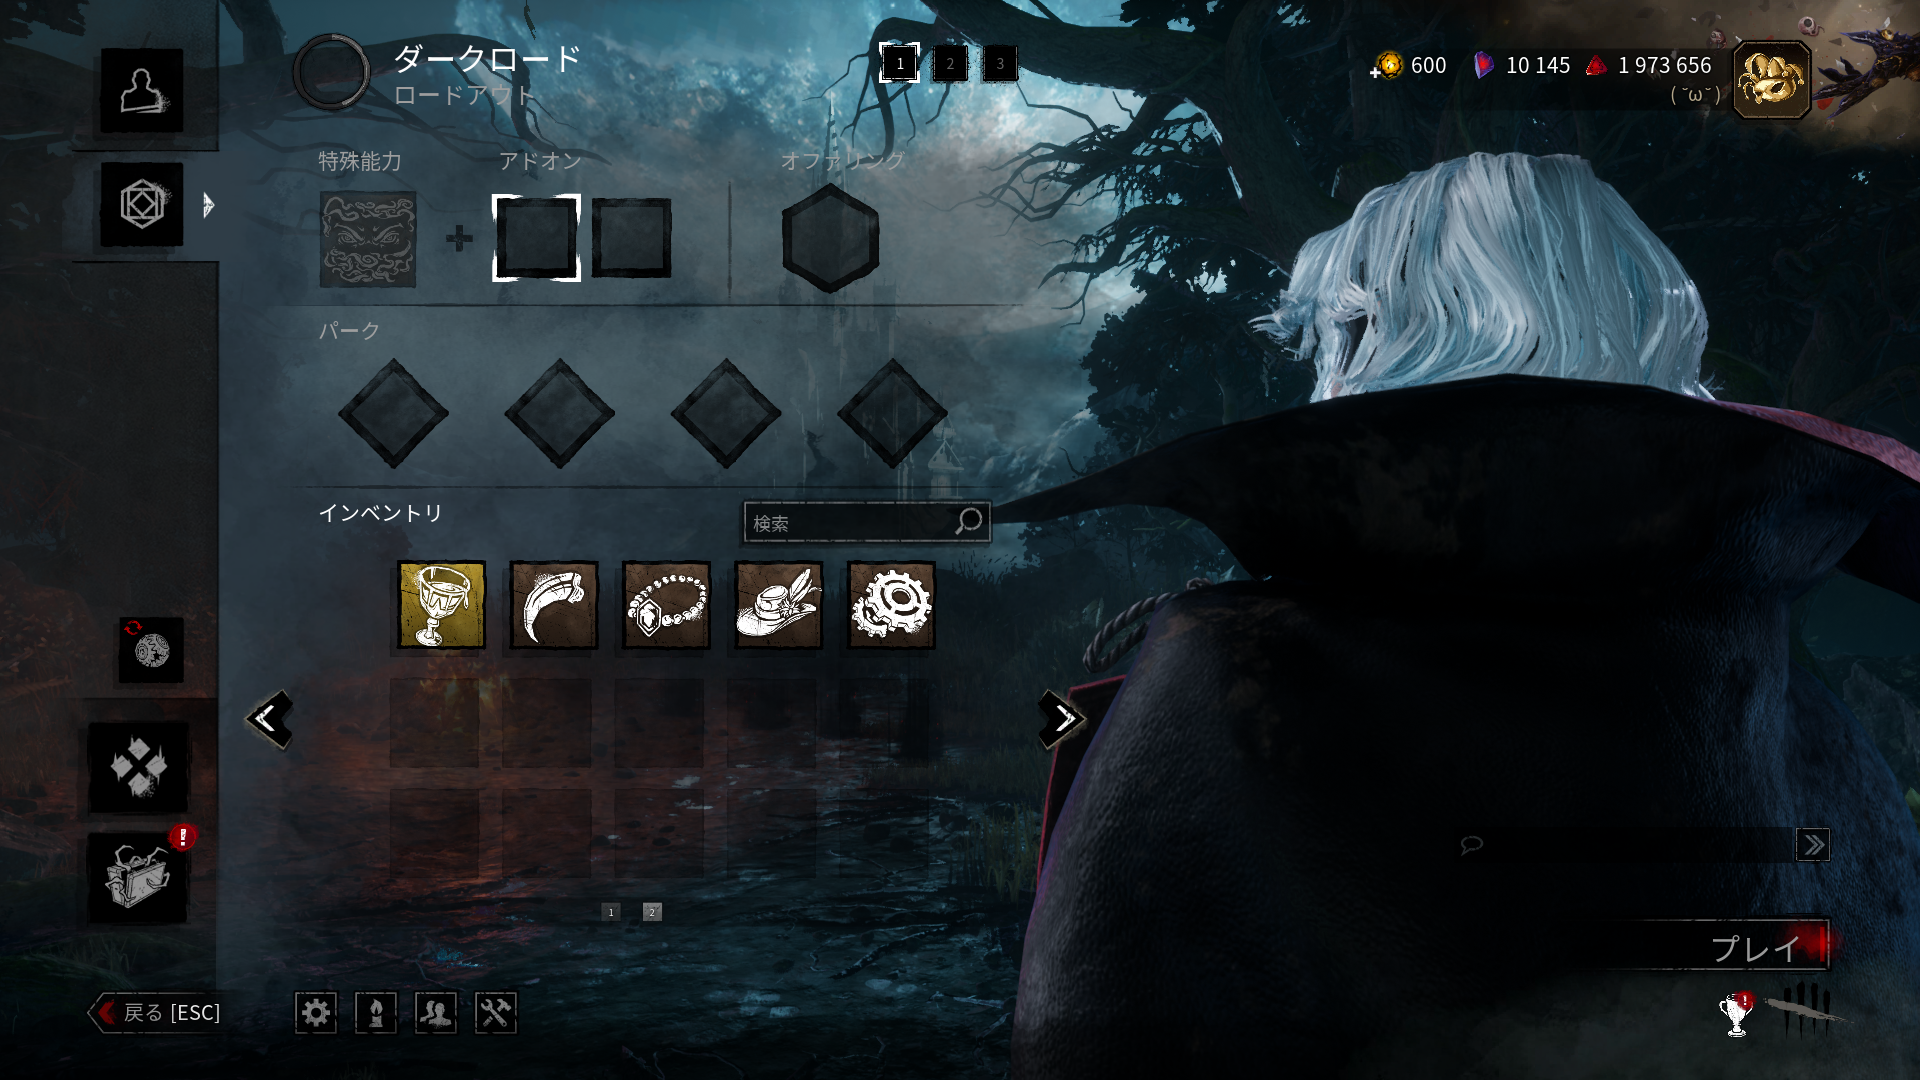 ダークロード
ロードアウト
1 2 3
600 10 145 1 973 656
( ˘ω˘ )
特殊能力 アドオン オファリング
パーク
インベントリ
検索
1 2
プレイ
戻る [ESC]